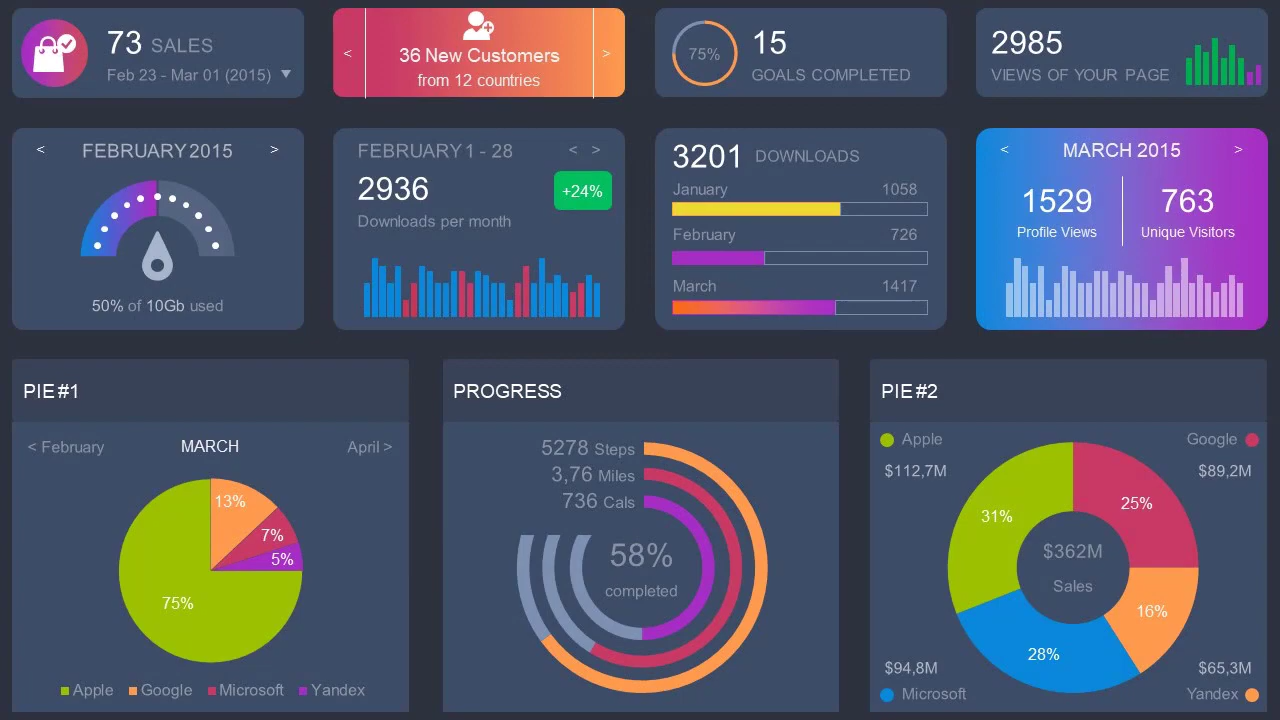 73 SALES
Feb 23 - Mar 01 (2015)
<
36 New Customers
from 12 countries
>
75%
15
GOALS COMPLETED
2985
VIEWS OF YOUR PAGE
< FEBRUARY 2015 >
50% of 10Gb used
FEBRUARY 1 - 28 < >
2936
+24%
Downloads per month
3201 DOWNLOADS
January 1058
February 726
March 1417
< MARCH 2015 >
1529 763
Profile Views Unique Visitors
PIE #1
< February MARCH April >
13%
7%
5%
75%
Apple Google Microsoft Yandex
PROGRESS
5278 Steps
3,76 Miles
736 Cals
58%
completed
PIE #2
Apple Google
$112,7M $89,2M
31% 25%
$362M
Sales
16%
28%
$94,8M $65,3M
Microsoft Yandex